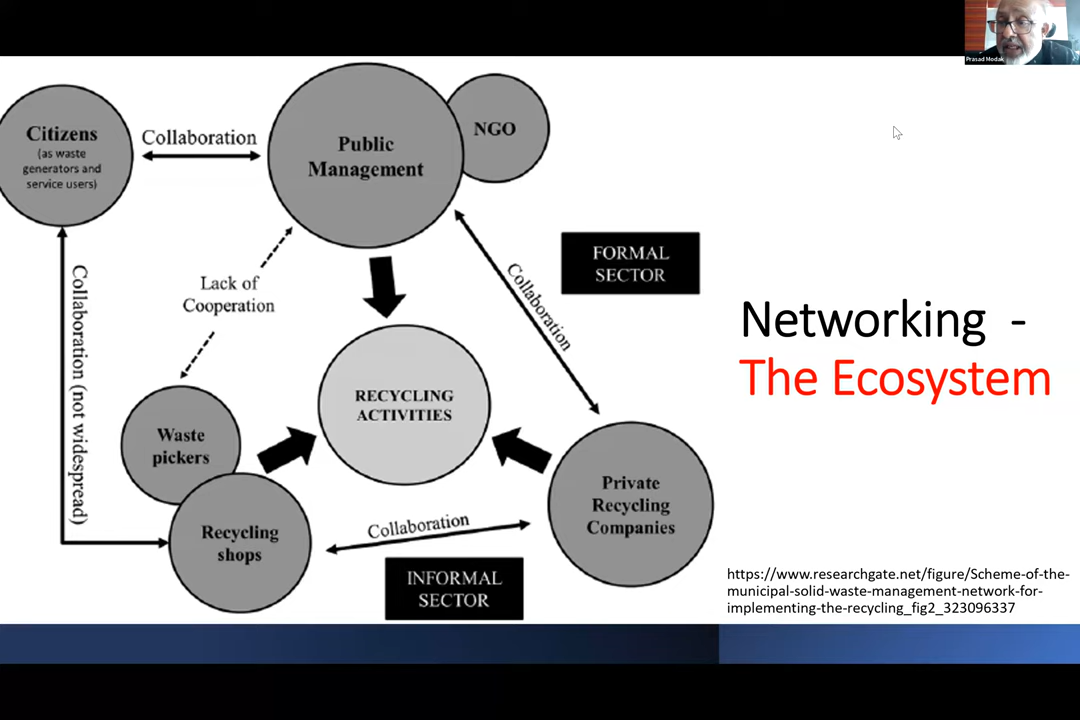 Prasad Modak
Citizens
(as waste
generators and
service users)
Collaboration
Public
Management
NGO
FORMAL
SECTOR
Collaboration
Lack of
Cooperation
Collaboration (not widespread)
RECYCLING
ACTIVITIES
Networking -
The Ecosystem
Waste
pickers
Recycling
shops
Collaboration
Private
Recycling
Companies
INFORMAL
SECTOR
https://www.researchgate.net/figure/Scheme-of-the-
municipal-solid-waste-management-network-for-
implementing-the-recycling_fig2_323096337